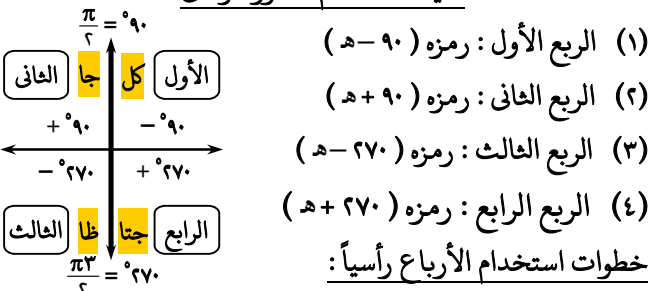 (١) الربع الأول : رمزه ( ٩٠ – هـ )
(٢) الربع الثانى : رمزه ( ٩٠ + هـ )
(٣) الربع الثالث : رمزه ( ٢٧٠ – هـ )
(٤) الربع الرابع : رمزه ( ٢٧٠ + هـ )
خطوات استخدام الأرباع رأسياً :
٩٠° = π/٢
الأول كل جا الثانى
٩٠° – ٩٠° +
٢٧٠° + ٢٧٠° –
الرابع جتا ظا الثالث
٢٧٠° = ٣π/٢